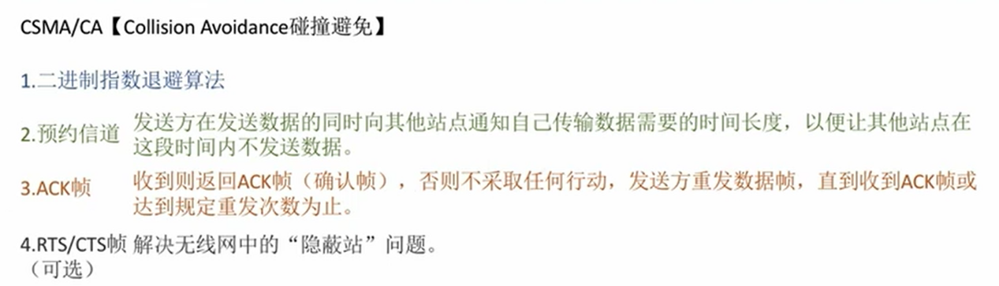 CSMA/CA【Collision Avoidance碰撞避免】
1.二进制指数退避算法
2.预约信道 发送方在发送数据的同时向其他站点通知自己传输数据需要的时间长度，以便让其他站点在
这段时间内不发送数据。
3.ACK帧 收到则返回ACK帧（确认帧），否则不采取任何行动，发送方重发数据帧，直到收到ACK帧或
达到规定重发次数为止。
4.RTS/CTS帧 解决无线网中的“隐蔽站”问题。
（可选）